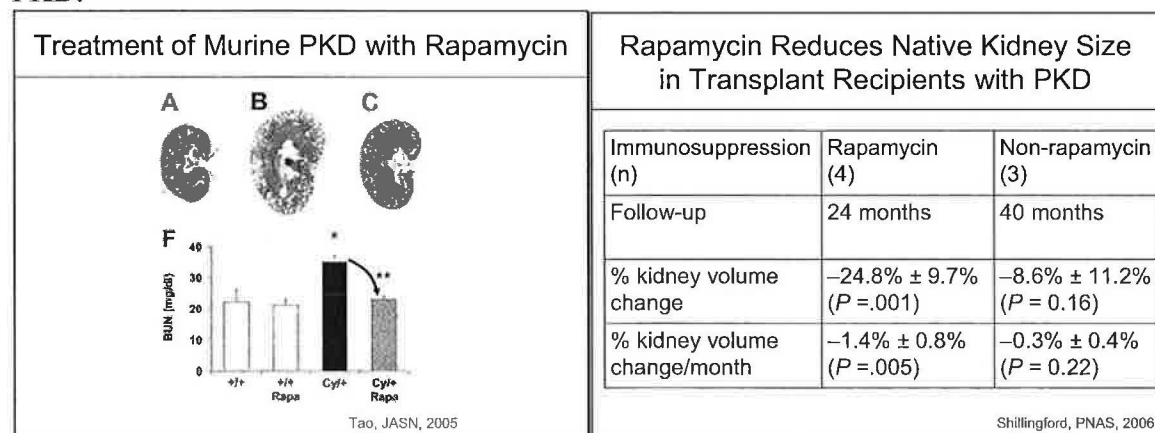 PKD.
Treatment of Murine PKD with Rapamycin
A B C
F
BUN (mg/dl)
40
30
20
10
0
*
**
+/+
+/+ Rapa
Cy/+
Cy/+ Rapa
Tao, JASN, 2005
Rapamycin Reduces Native Kidney Size
in Transplant Recipients with PKD
Immunosuppression (n)
Rapamycin (4)
Non-rapamycin (3)
Follow-up
24 months
40 months
% kidney volume change
–24.8% ± 9.7%
(P =.001)
–8.6% ± 11.2%
(P = 0.16)
% kidney volume change/month
–1.4% ± 0.8%
(P =.005)
–0.3% ± 0.4%
(P = 0.22)
Shillingford, PNAS, 2006